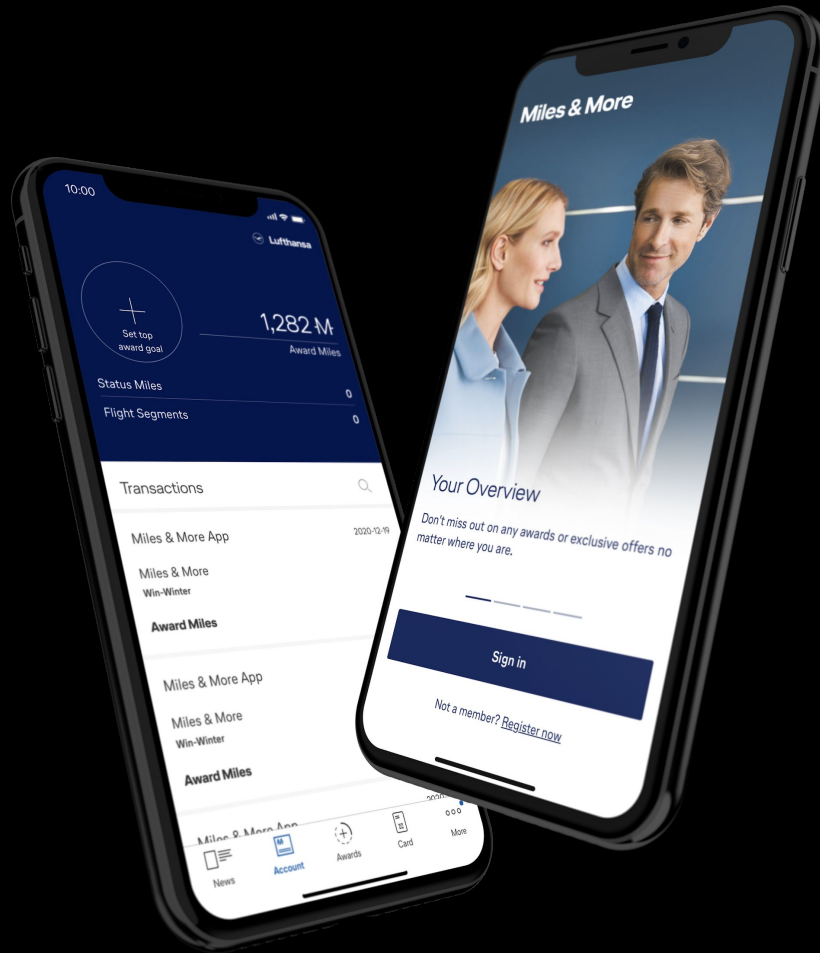 10:00
Lufthansa
Set top
award goal
1,282 M
Award Miles
Status Miles
0
Flight Segments
0
Transactions
Miles & More App
2020-12-19
Miles & More
Win-Winter
Award Miles
Miles & More App
Miles & More
Win-Winter
Award Miles
Miles & More App
News
Account
Awards
Card
More
Miles & More
Your Overview
Don't miss out on any awards or exclusive offers no
matter where you are.
Sign in
Not a member? Register now